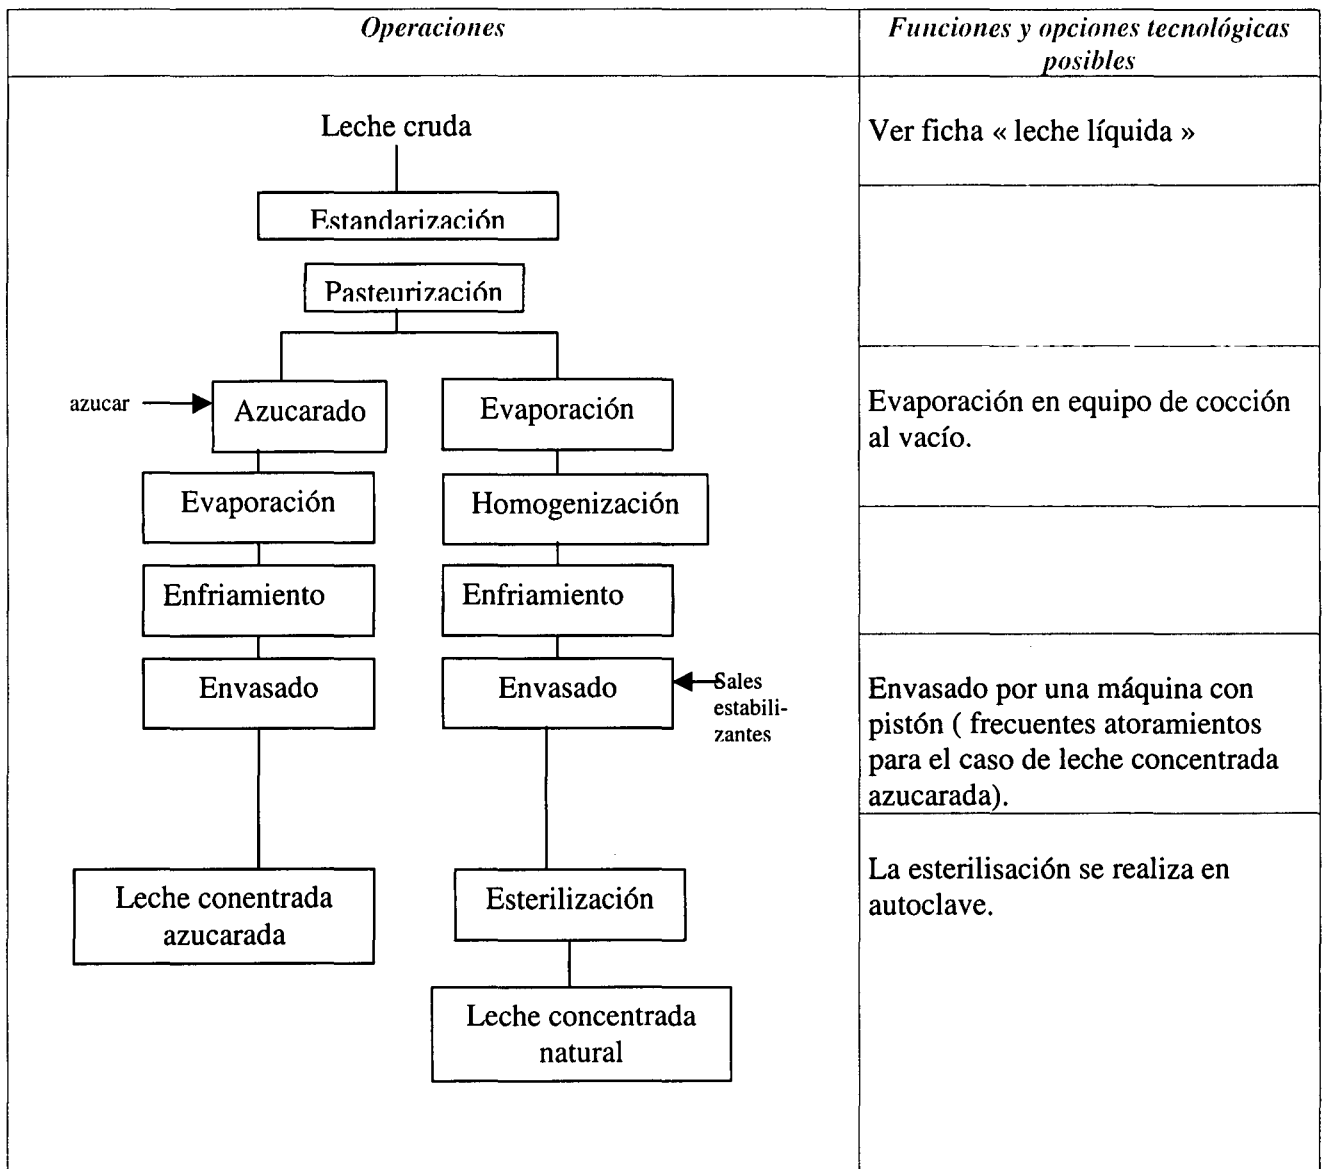 Operaciones
Funciones y opciones tecnológicas
posibles
Leche cruda
Ver ficha « leche líquida »
Estandarización
Pasteurización
azucar
Azucarado
Evaporación
Evaporación en equipo de cocción
al vacío.
Evaporación
Homogenización
Enfriamiento
Enfriamiento
Envasado
Envasado
Sales
estabili-
zantes
Envasado por una máquina con
pistón ( frecuentes atoramientos
para el caso de leche concentrada
azucarada).
Leche conentrada
azucarada
Esterilización
La esterilisación se realiza en
autoclave.
Leche concentrada
natural